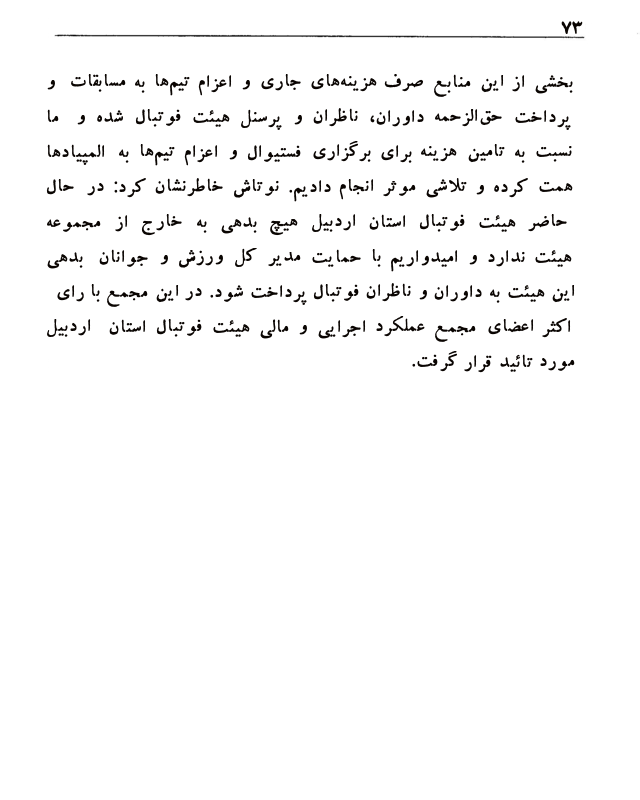 ۷۳
بخشی از این منابع صرف هزینه‌های جاری و اعزام تیم‌ها به مسابقات و
پرداخت حق‌الزحمه داوران، ناظران و پرسنل هیئت فوتبال شده و ما
نسبت به تامین هزینه برای برگزاری فستیوال و اعزام تیم‌ها به المپیادها
همت کرده و تلاشی موثر انجام دادیم. نوتاش خاطرنشان کرد: در حال
حاضر هیئت فوتبال استان اردبیل هیچ بدهی به خارج از مجموعه
هیئت ندارد و امیدواریم با حمایت مدیر کل ورزش و جوانان بدهی
این هیئت به داوران و ناظران فوتبال پرداخت شود. در این مجمع با رای
اکثر اعضای مجمع عملکرد اجرایی و مالی هیئت فوتبال استان اردبیل
مورد تائید قرار گرفت.